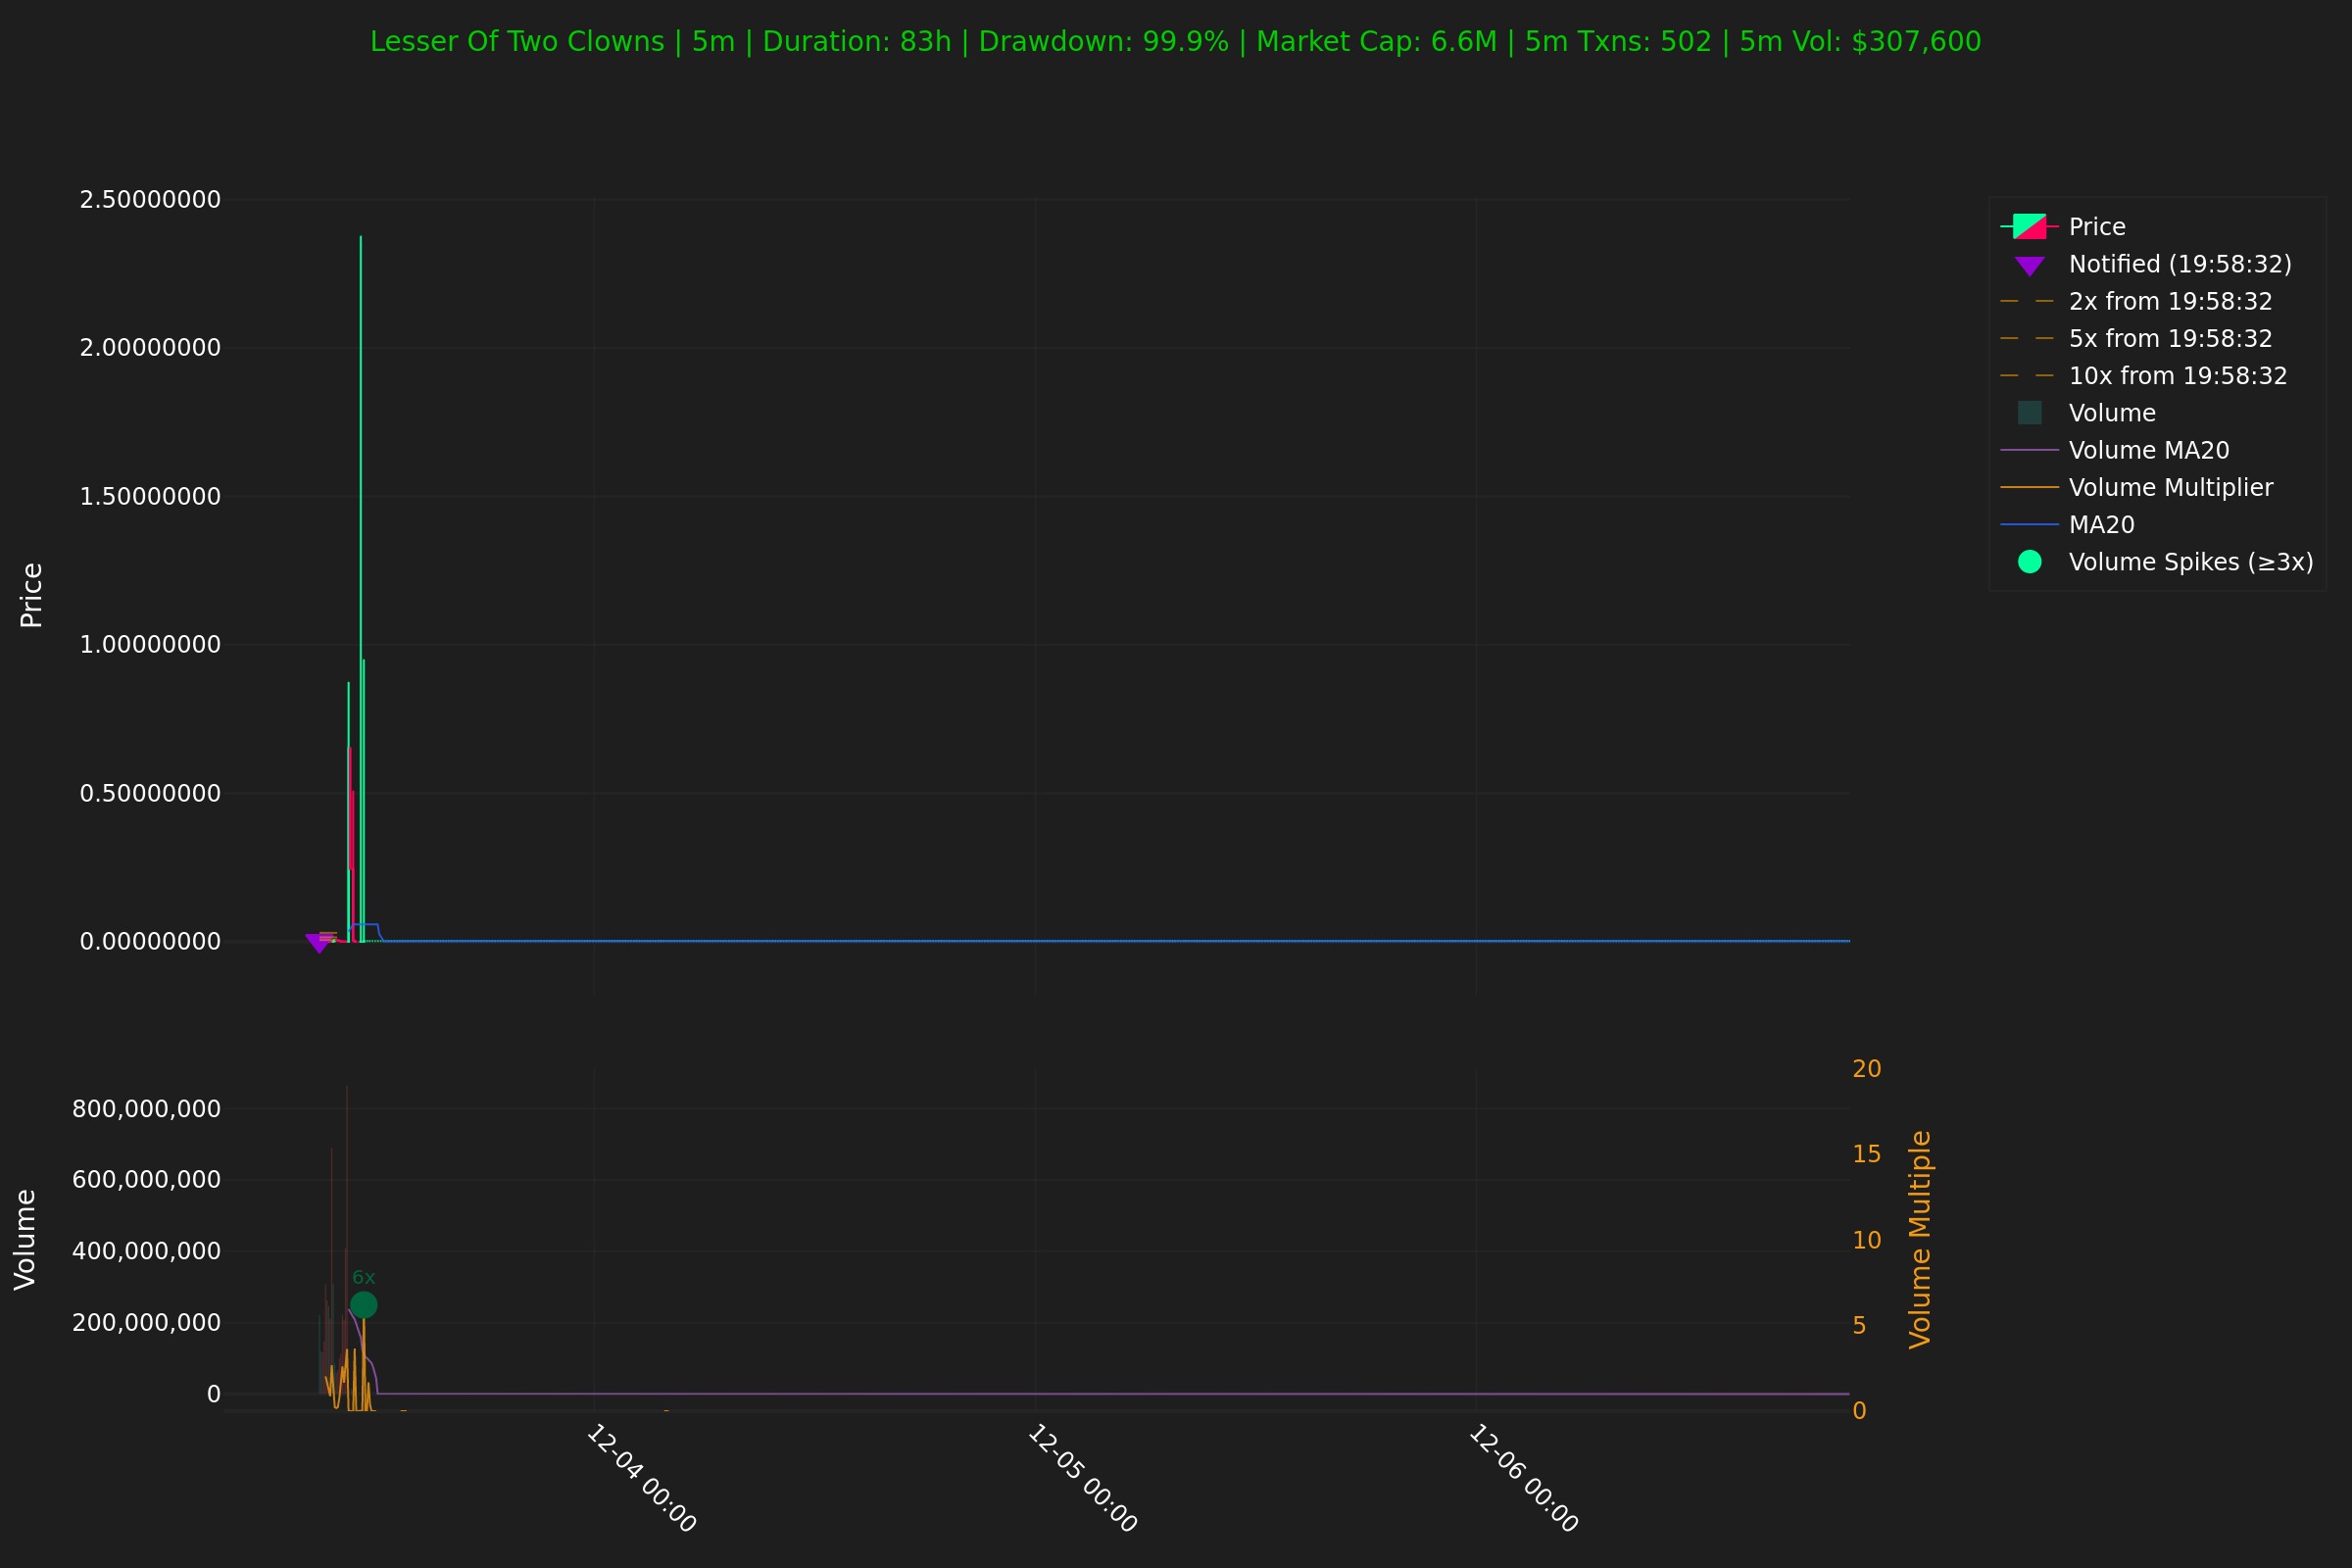 Lesser Of Two Clowns | 5m | Duration: 83h | Drawdown: 99.9% | Market Cap: 6.6M | 5m Txns: 502 | 5m Vol: $307,600
2.50000000
2.00000000
1.50000000
1.00000000
0.50000000
0.00000000
Price
Price
Notified (19:58:32)
2x from 19:58:32
5x from 19:58:32
10x from 19:58:32
Volume
Volume MA20
Volume Multiplier
MA20
Volume Spikes (≥3x)
800,000,000
600,000,000
400,000,000
200,000,000
0
Volume
6x
20
15
10
5
0
Volume Multiple
12-04 00:00
12-05 00:00
12-06 00:00